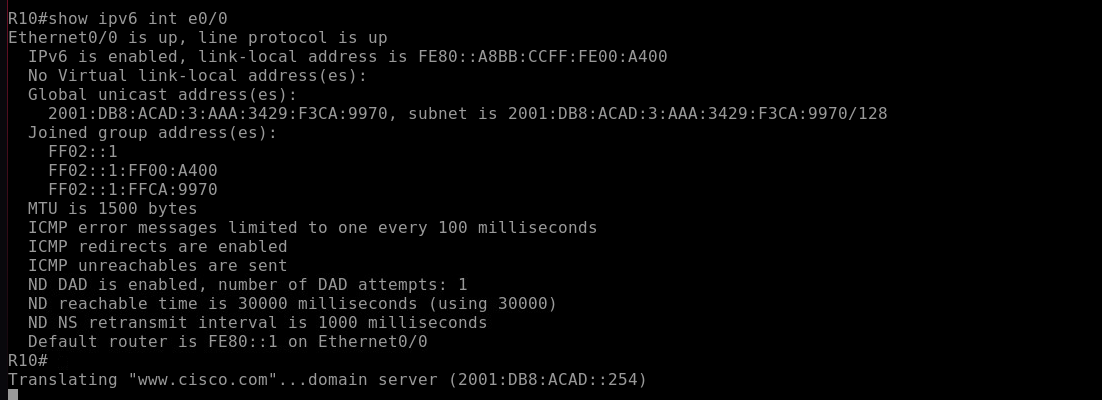 R10#show ipv6 int e0/0
Ethernet0/0 is up, line protocol is up
  IPv6 is enabled, link-local address is FE80::A8BB:CCFF:FE00:A400
  No Virtual link-local address(es):
  Global unicast address(es):
    2001:DB8:ACAD:3:AAA:3429:F3CA:9970, subnet is 2001:DB8:ACAD:3:AAA:3429:F3CA:9970/128
  Joined group address(es):
    FF02::1
    FF02::1:FF00:A400
    FF02::1:FFCA:9970
  MTU is 1500 bytes
  ICMP error messages limited to one every 100 milliseconds
  ICMP redirects are enabled
  ICMP unreachables are sent
  ND DAD is enabled, number of DAD attempts: 1
  ND reachable time is 30000 milliseconds (using 30000)
  ND NS retransmit interval is 1000 milliseconds
  Default router is FE80::1 on Ethernet0/0
R10#
Translating "www.cisco.com"...domain server (2001:DB8:ACAD::254)